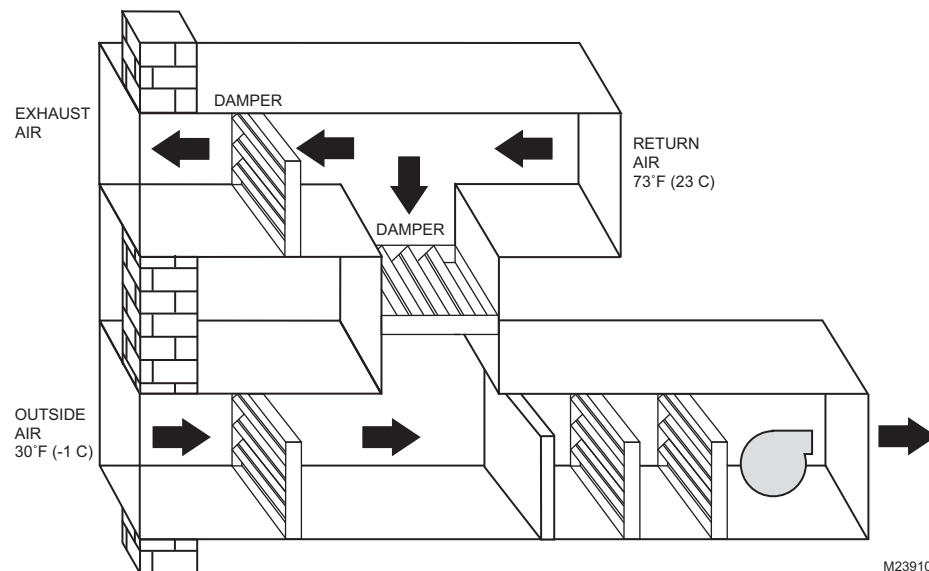 DAMPER
EXHAUST
AIR
RETURN
AIR
73˚F (23 C)
DAMPER
OUTSIDE
AIR
30˚F (-1 C)
M23910